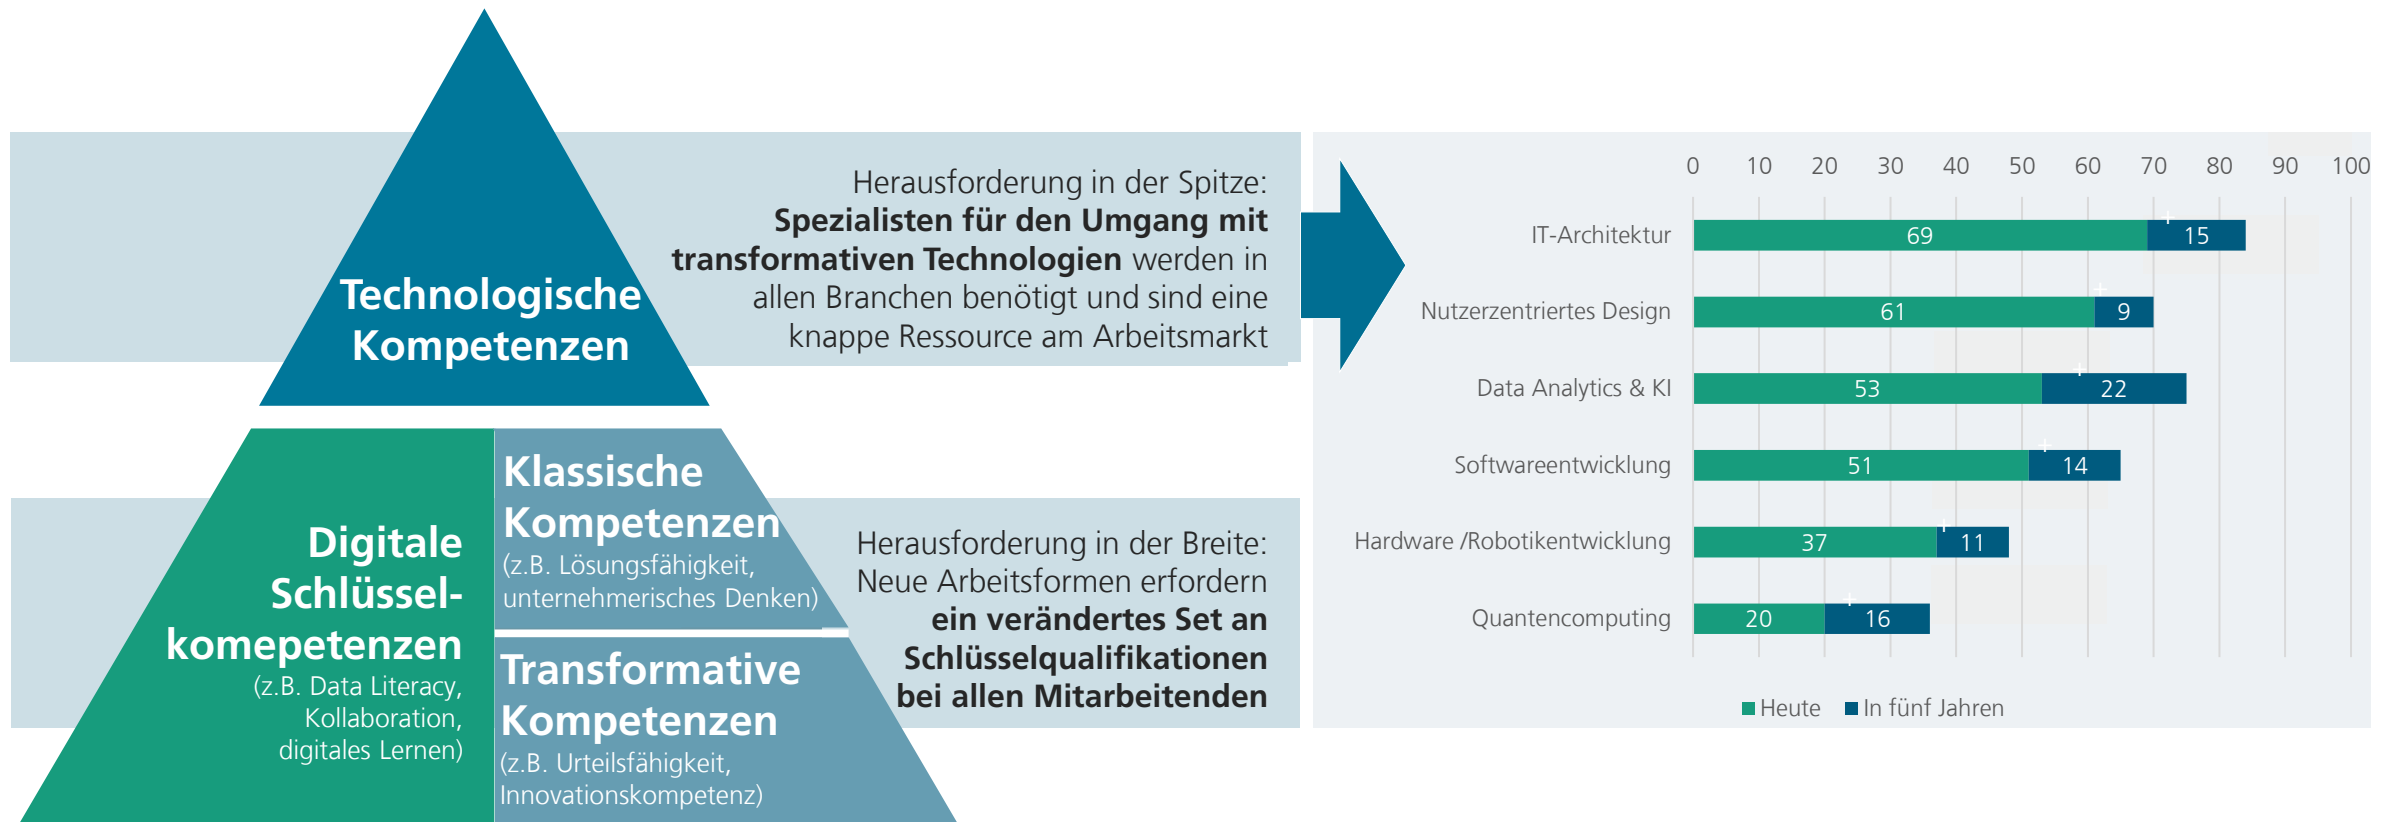 Technologische
Kompetenzen
Herausforderung in der Spitze:
Spezialisten für den Umgang mit
transformativen Technologien werden in
allen Branchen benötigt und sind eine
knappe Ressource am Arbeitsmarkt
Digitale
Schlüssel-
komepetenzen
(z.B. Data Literacy,
Kollaboration,
digitales Lernen)
Klassische
Kompetenzen
(z.B. Lösungsfähigkeit,
unternehmerisches Denken)
Transformative
Kompetenzen
(z.B. Urteilsfähigkeit,
Innovationskompetenz)
Herausforderung in der Breite:
Neue Arbeitsformen erfordern
ein verändertes Set an
Schlüsselqualifikationen
bei allen Mitarbeitenden
0 10 20 30 40 50 60 70 80 90 100
IT-Architektur 69 + 15
Nutzerzentriertes Design 61 + 9
Data Analytics & KI 53 + 22
Softwareentwicklung 51 + 14
Hardware /Robotikentwicklung 37 + 11
Quantencomputing 20 + 16
Heute In fünf Jahren